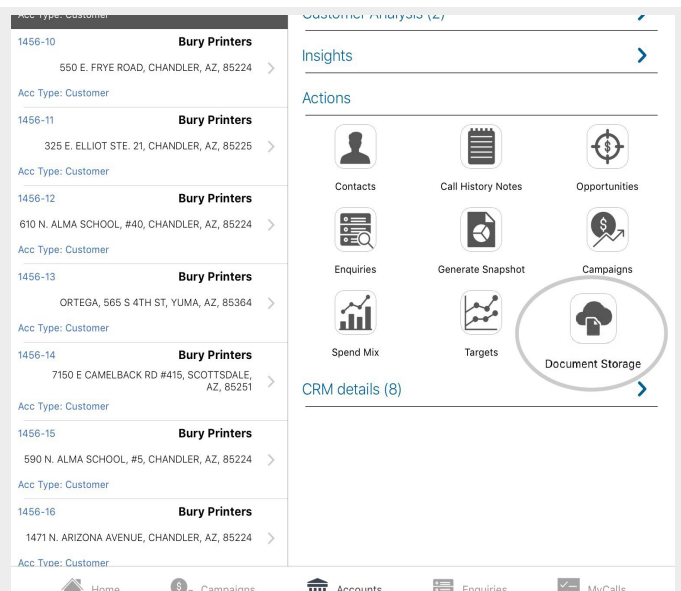 Acc Type: Customer
1456-10 Bury Printers
550 E. FRYE ROAD, CHANDLER, AZ, 85224
Acc Type: Customer
1456-11 Bury Printers
325 E. ELLIOT STE. 21, CHANDLER, AZ, 85225
Acc Type: Customer
1456-12 Bury Printers
610 N. ALMA SCHOOL, #40, CHANDLER, AZ, 85224
Acc Type: Customer
1456-13 Bury Printers
ORTEGA, 565 S 4TH ST, YUMA, AZ, 85364
Acc Type: Customer
1456-14 Bury Printers
7150 E CAMELBACK RD #415, SCOTTSDALE,
AZ, 85251
Acc Type: Customer
1456-15 Bury Printers
590 N. ALMA SCHOOL, #5, CHANDLER, AZ, 85224
Acc Type: Customer
1456-16 Bury Printers
1471 N. ARIZONA AVENUE, CHANDLER, AZ, 85224
Acc Type: Customer
Customer Analysis (2)
Insights
Actions
Contacts Call History Notes Opportunities
Enquiries Generate Snapshot Campaigns
Spend Mix Targets Document Storage
CRM details (8)
Home Campaigns Accounts Enquiries MyCalls